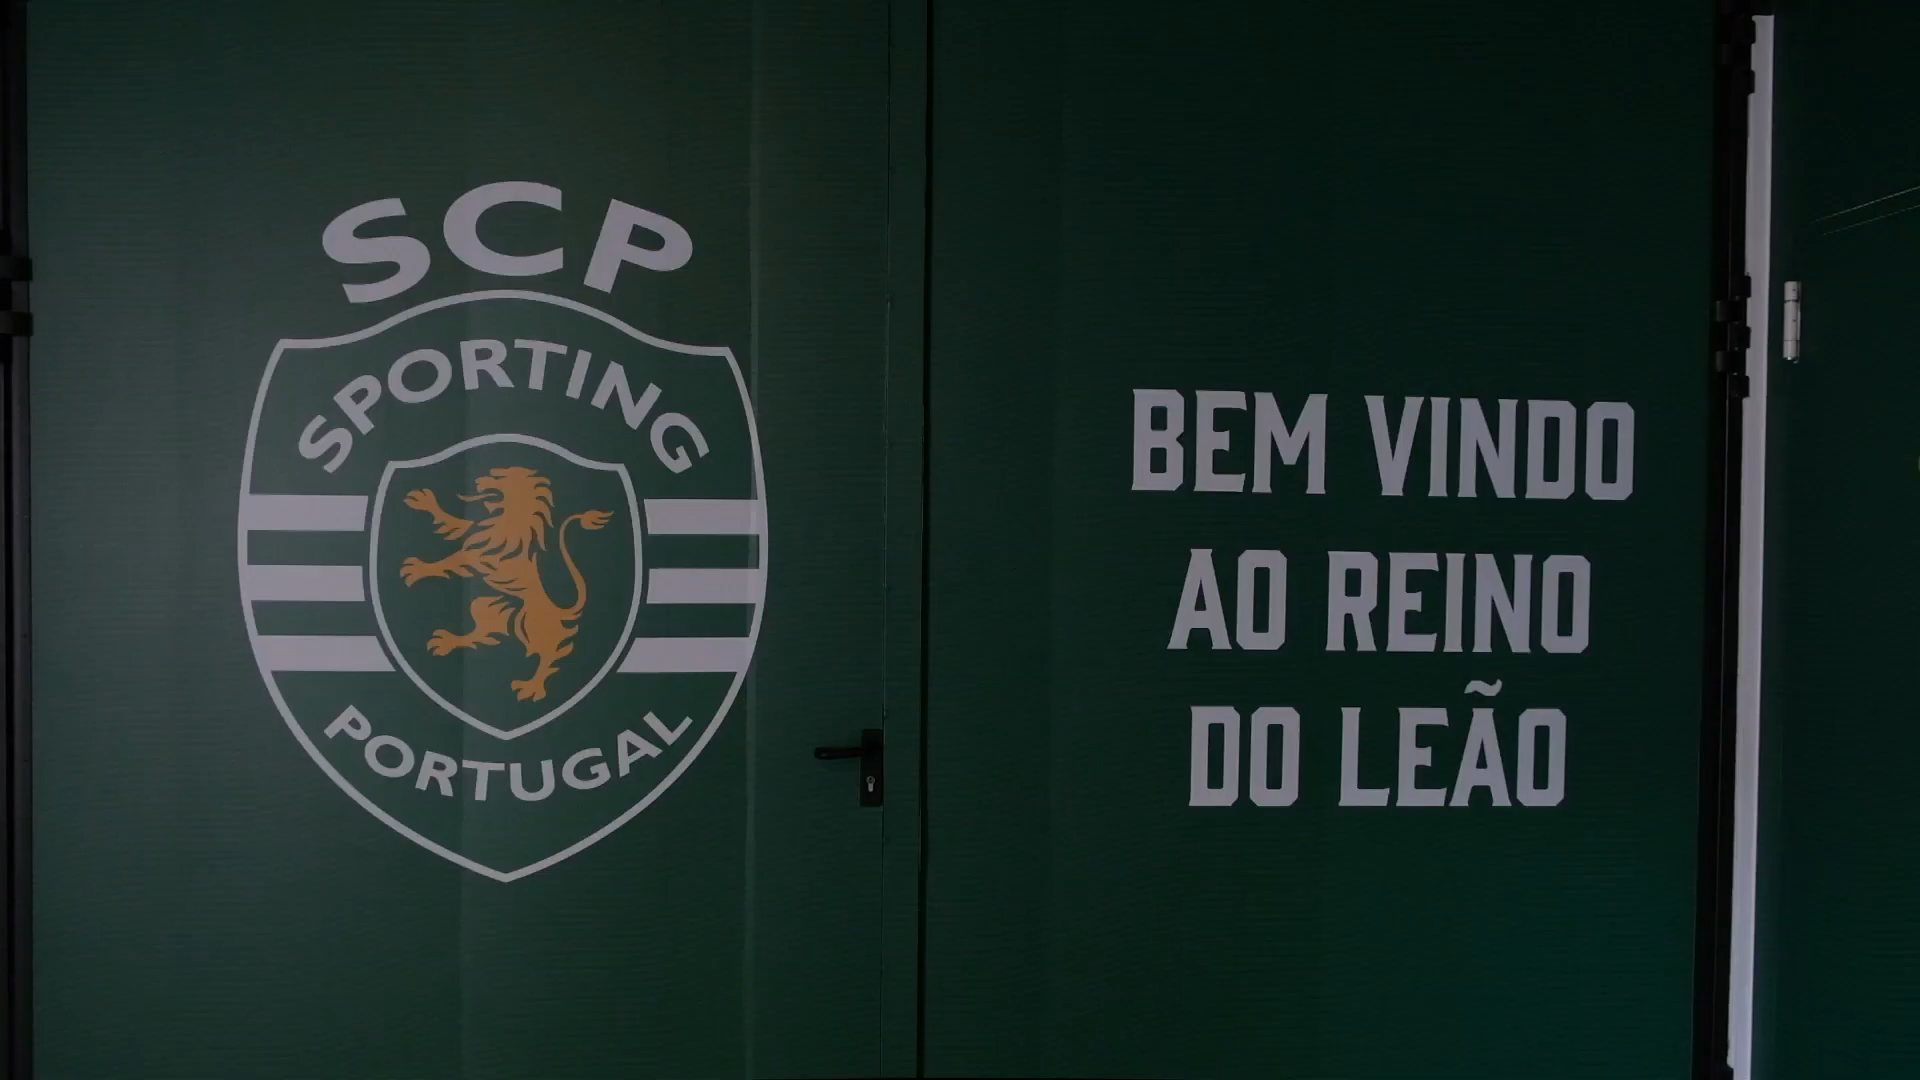 SCP
SPORTING
PORTUGAL
BEM VINDO
AO REINO
DO LEÃO